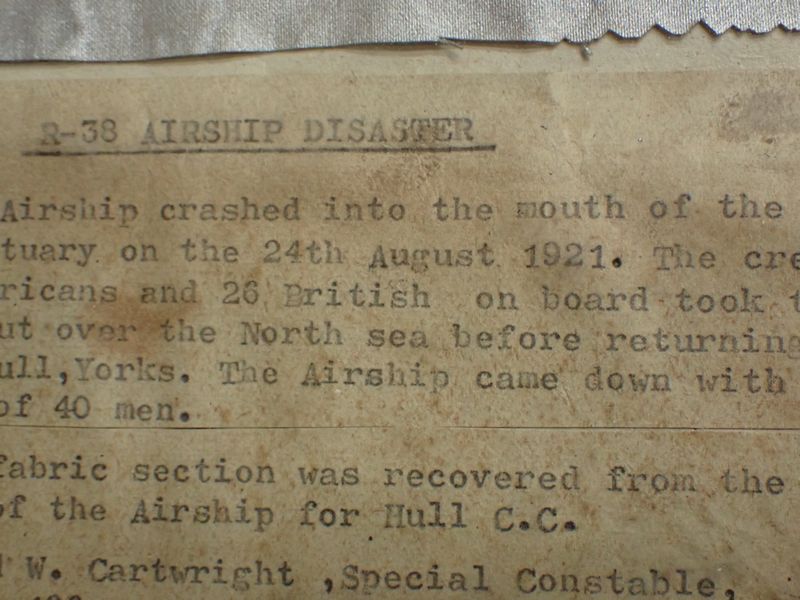 R-38 AIRSHIP DISASTER
Airship crashed into the mouth of the
tuary on the 24th August 1921. The cre
ricans and 26 British on board took t
ut over the North sea before returning
ull,Yorks. The Airship came down with
of 40 men.
fabric section was recovered from the
of the Airship for Hull C.C.
W. Cartwright ,Special Constable,